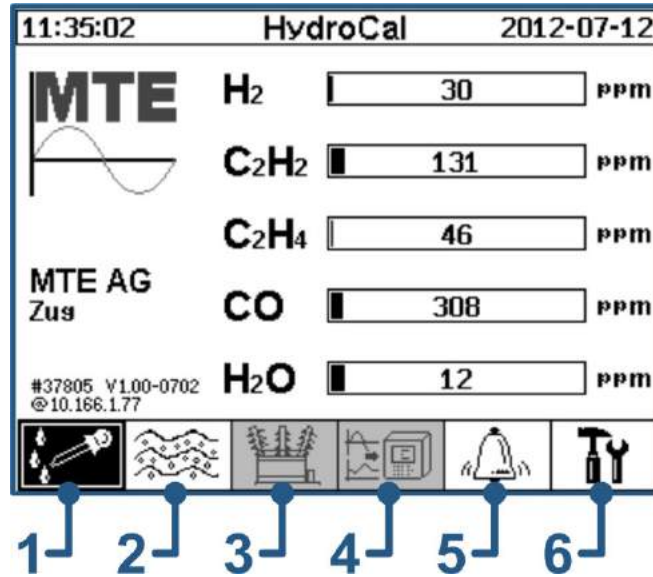 11:35:02 HydroCal 2012-07-12
MTE
H2 30 ppm
C2H2 131 ppm
C2H4 46 ppm
MTE AG
Zug
CO 308 ppm
#37805 V1.00-0702
@10.166.1.77
H2O 12 ppm
1 2 3 4 5 6